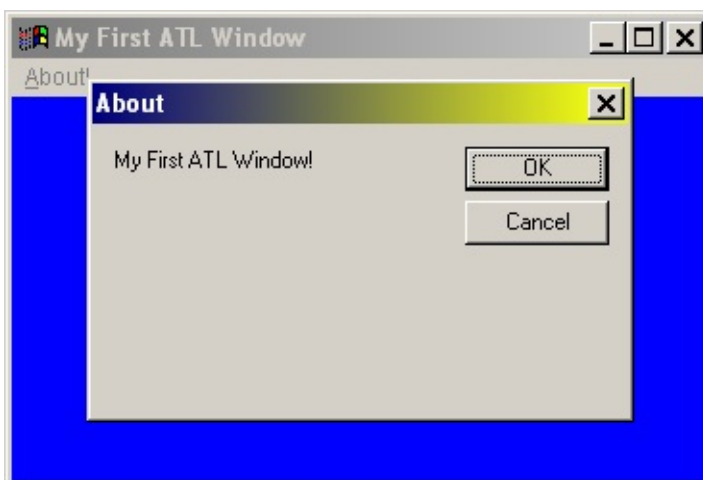 My First ATL Window
About!
About
My First ATL Window!
OK
Cancel